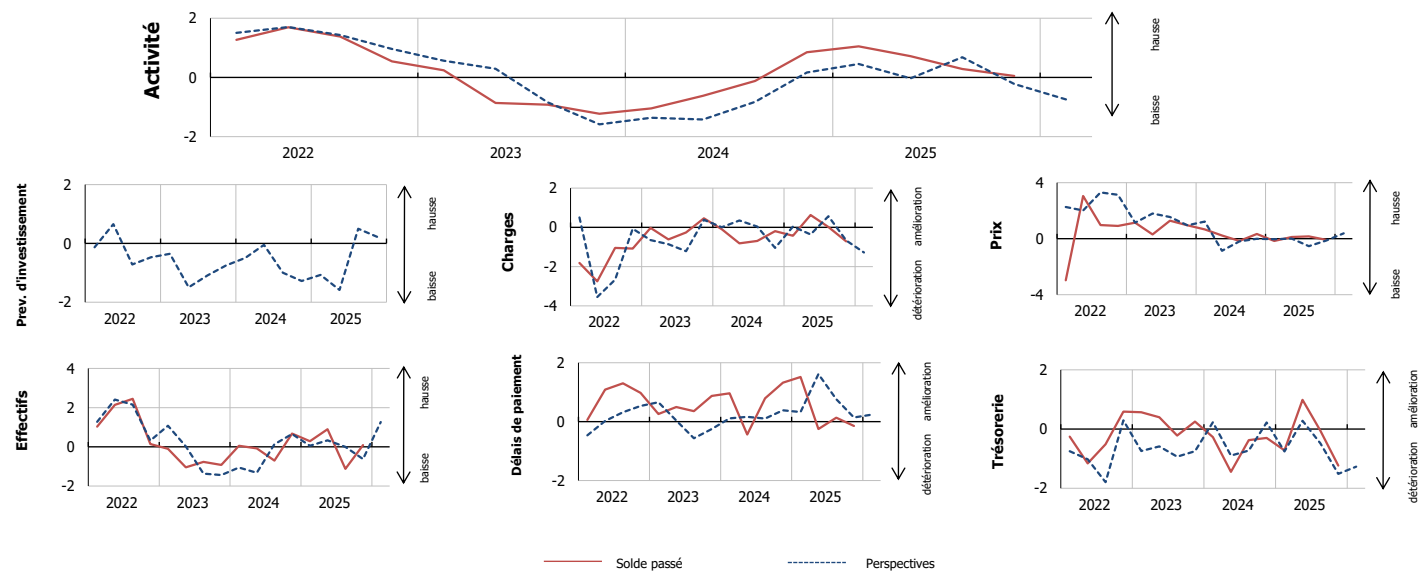 Activité
2
0
-2
2022
2023
2024
2025
hausse
baisse
Prev. d'investissement
2
0
-2
2022
2023
2024
2025
hausse
baisse
Charges
2
0
-2
-4
2022
2023
2024
2025
amélioration
détérioration
Prix
4
0
-4
2022
2023
2024
2025
hausse
baisse
Effectifs
4
2
0
-2
2022
2023
2024
2025
hausse
baisse
Délais de paiement
2
0
-2
2022
2023
2024
2025
amélioration
détérioration
Trésorerie
2
0
-2
2022
2023
2024
2025
amélioration
détérioration
Solde passé
Perspectives